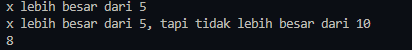 x lebih besar dari 5
x lebih besar dari 5, tapi tidak lebih besar dari 10
8